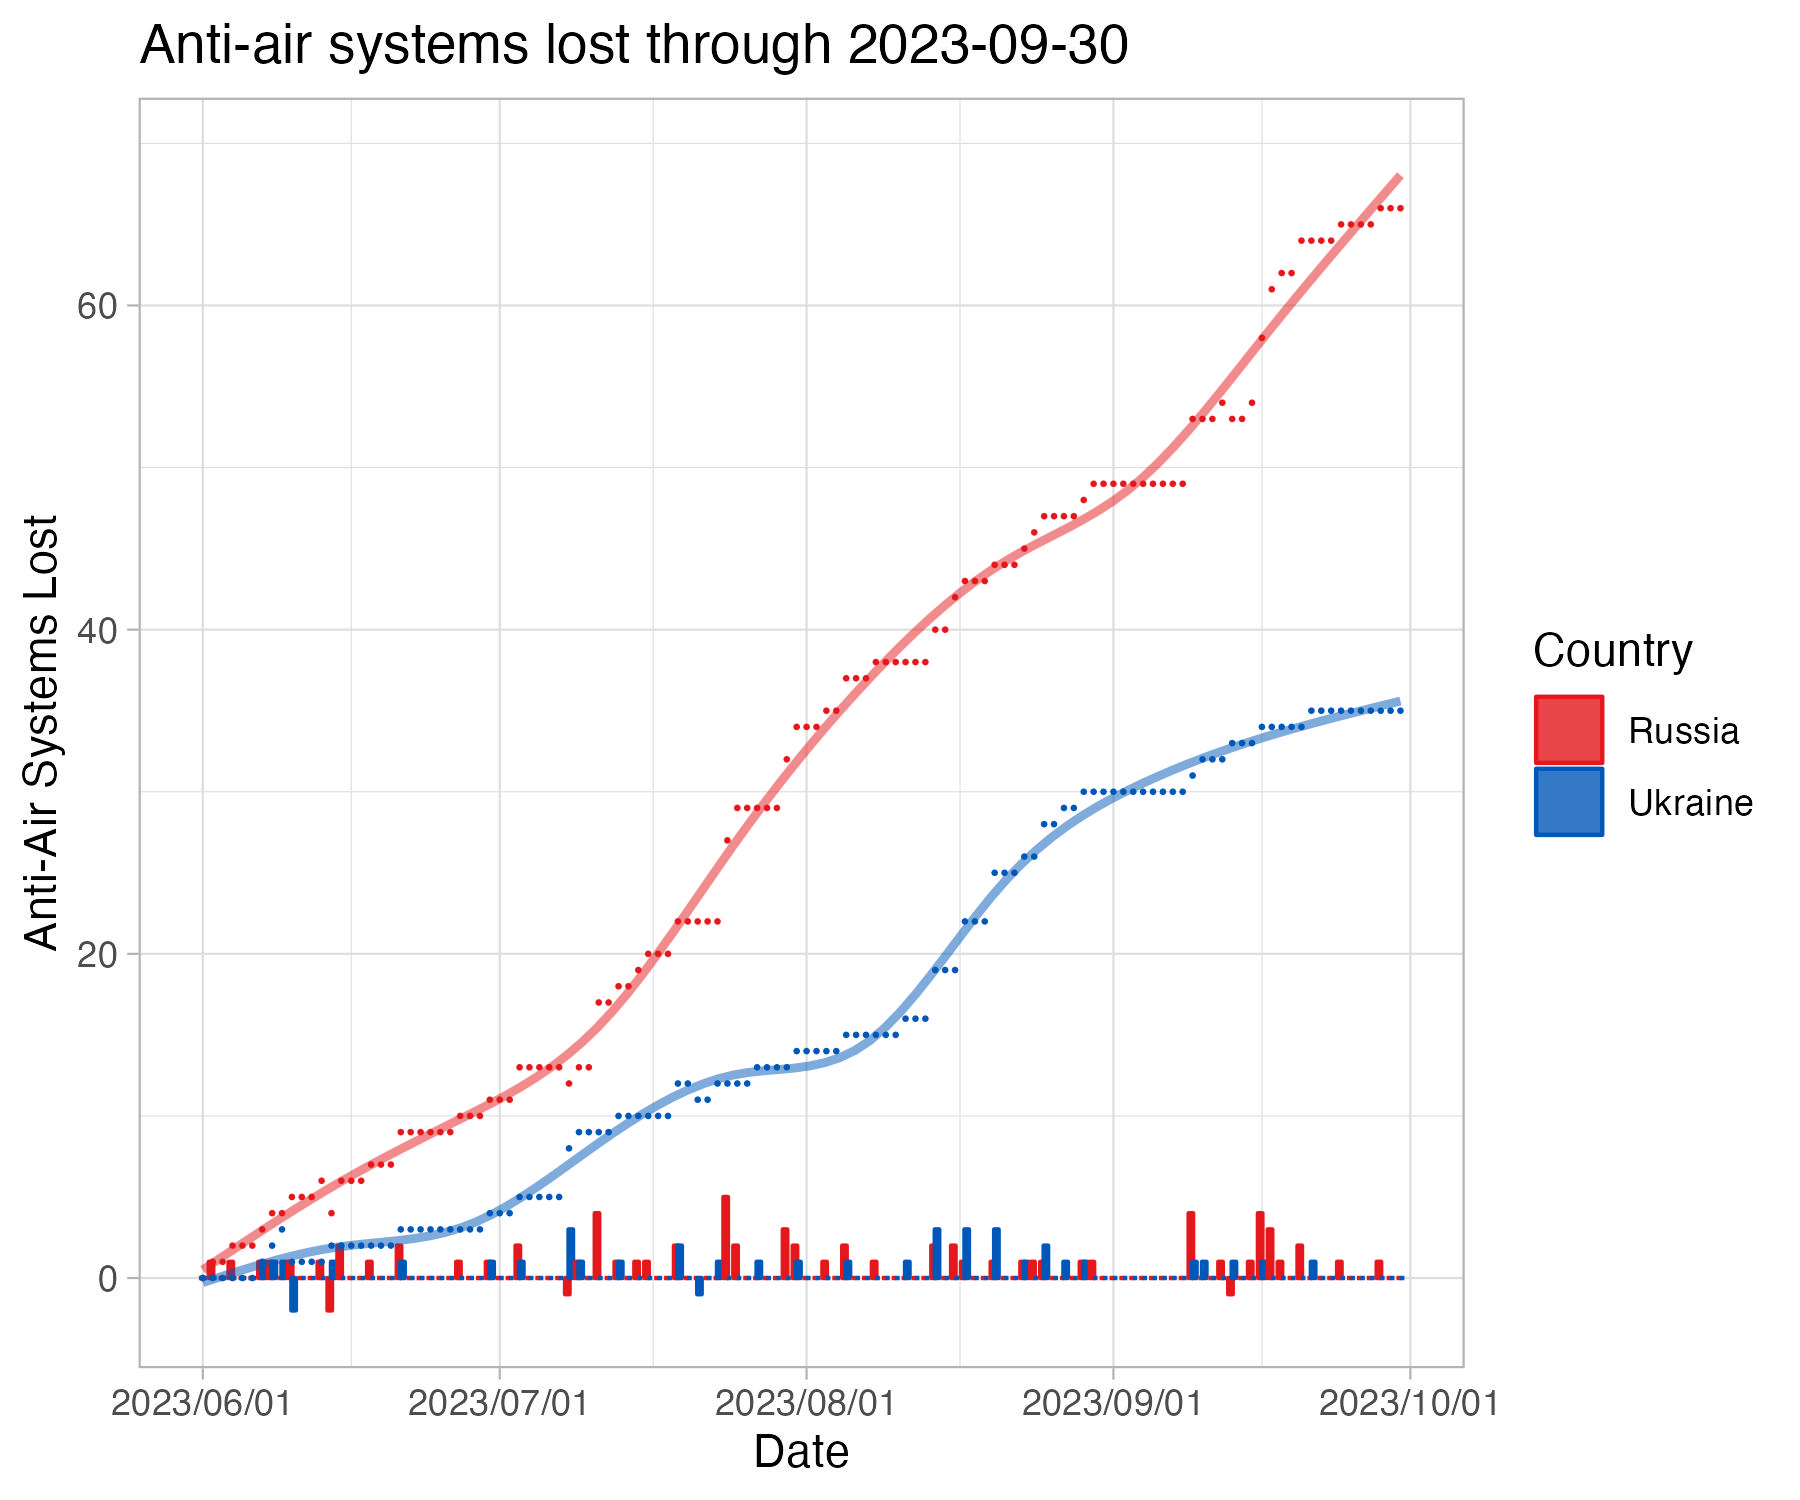 Anti-air systems lost through 2023-09-30
Anti-Air Systems Lost
60
40
20
0
2023/06/01
2023/07/01
2023/08/01
2023/09/01
2023/10/01
Date
Country
Russia
Ukraine